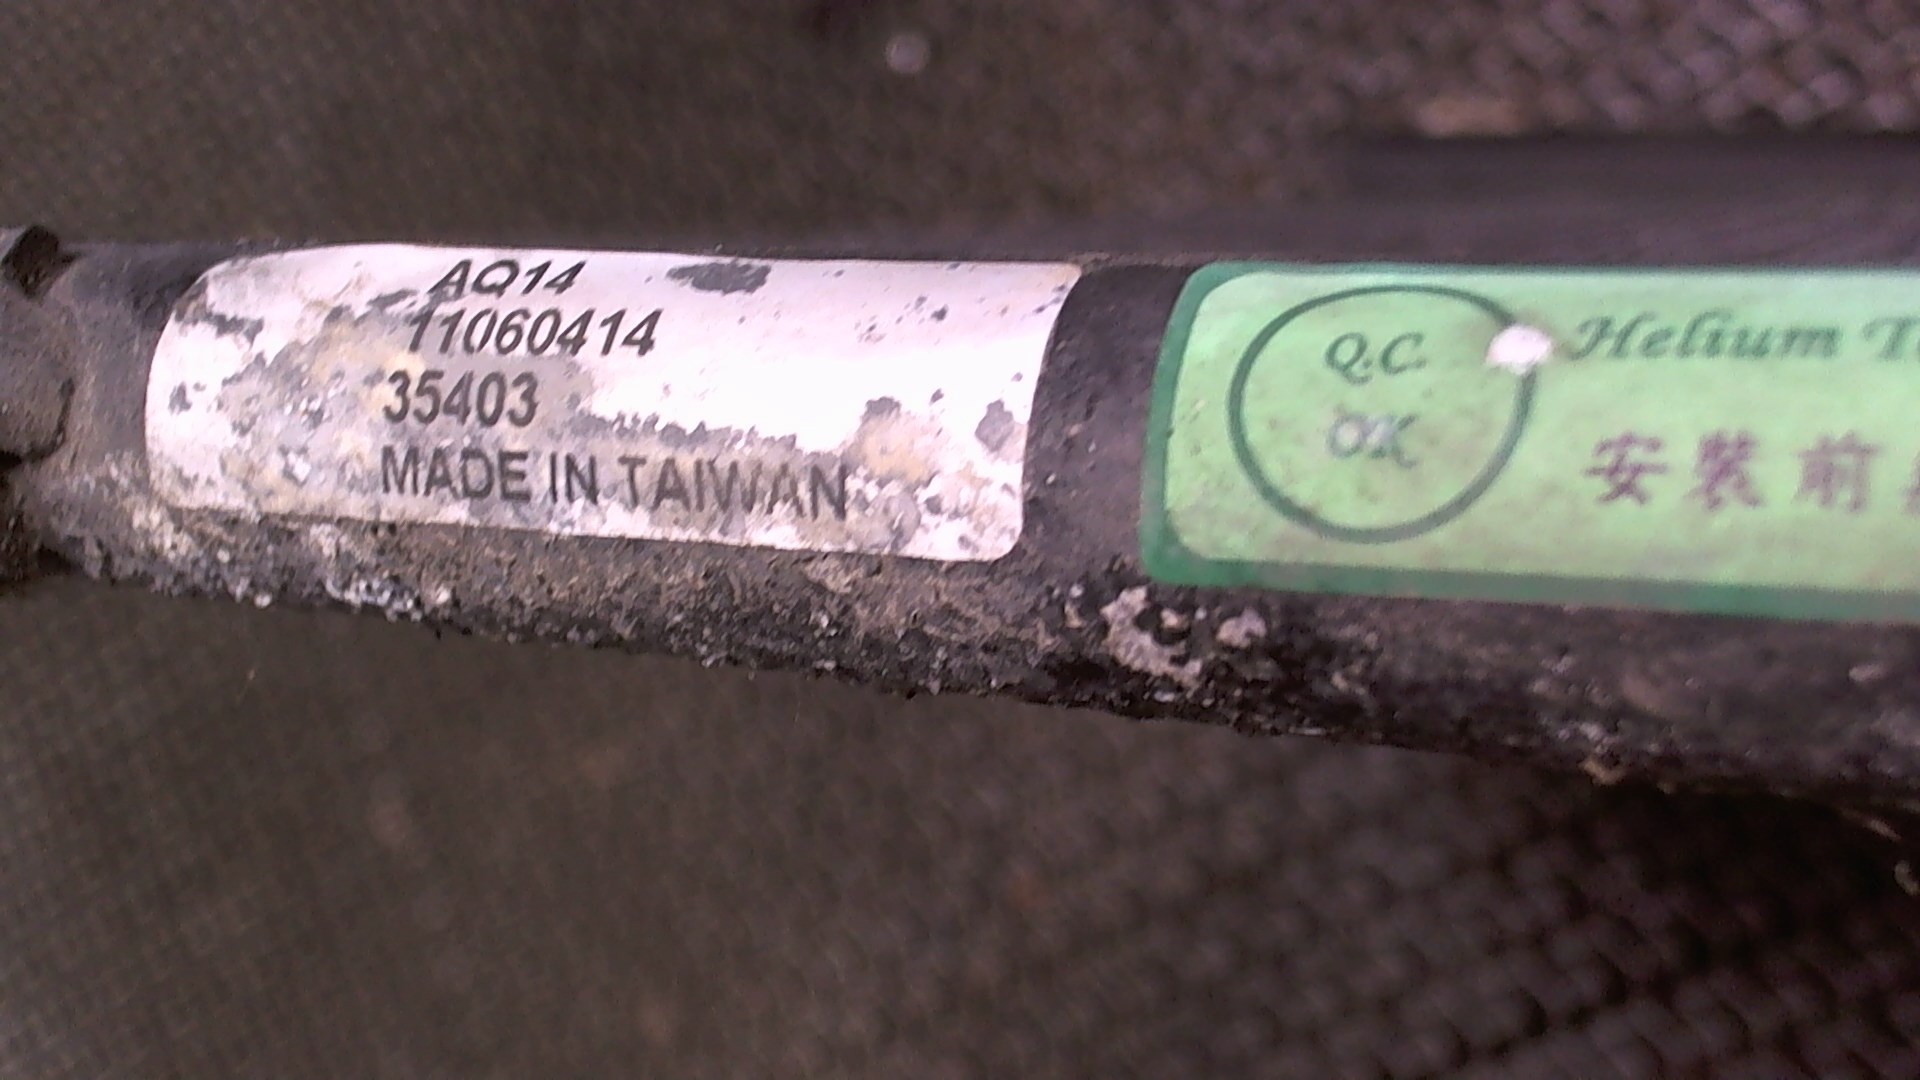 AQ14
11060414
35403
MADE IN TAIWAN
Q.C.
OK
Helium
安裝前